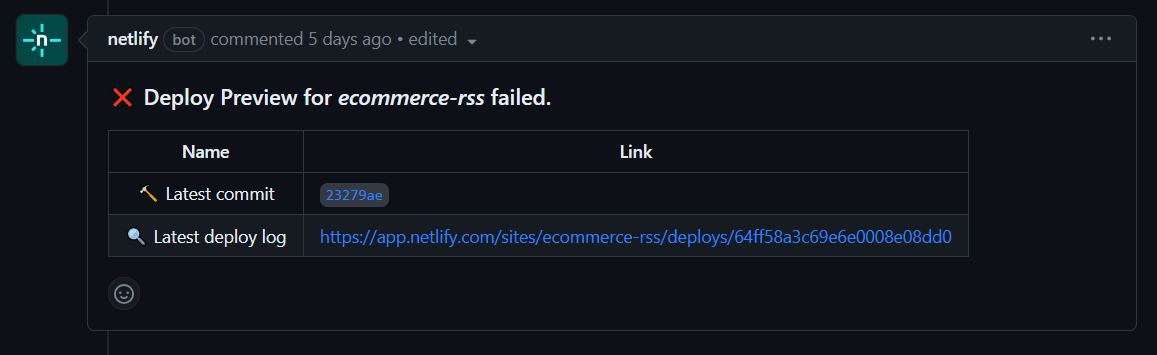 netlify bot commented 5 days ago • edited
❌ Deploy Preview for ecommerce-rss failed.
Name Link
🔨 Latest commit 23279ae
🔍 Latest deploy log https://app.netlify.com/sites/ecommerce-rss/deploys/64ff58a3c69e6e0008e08dd0